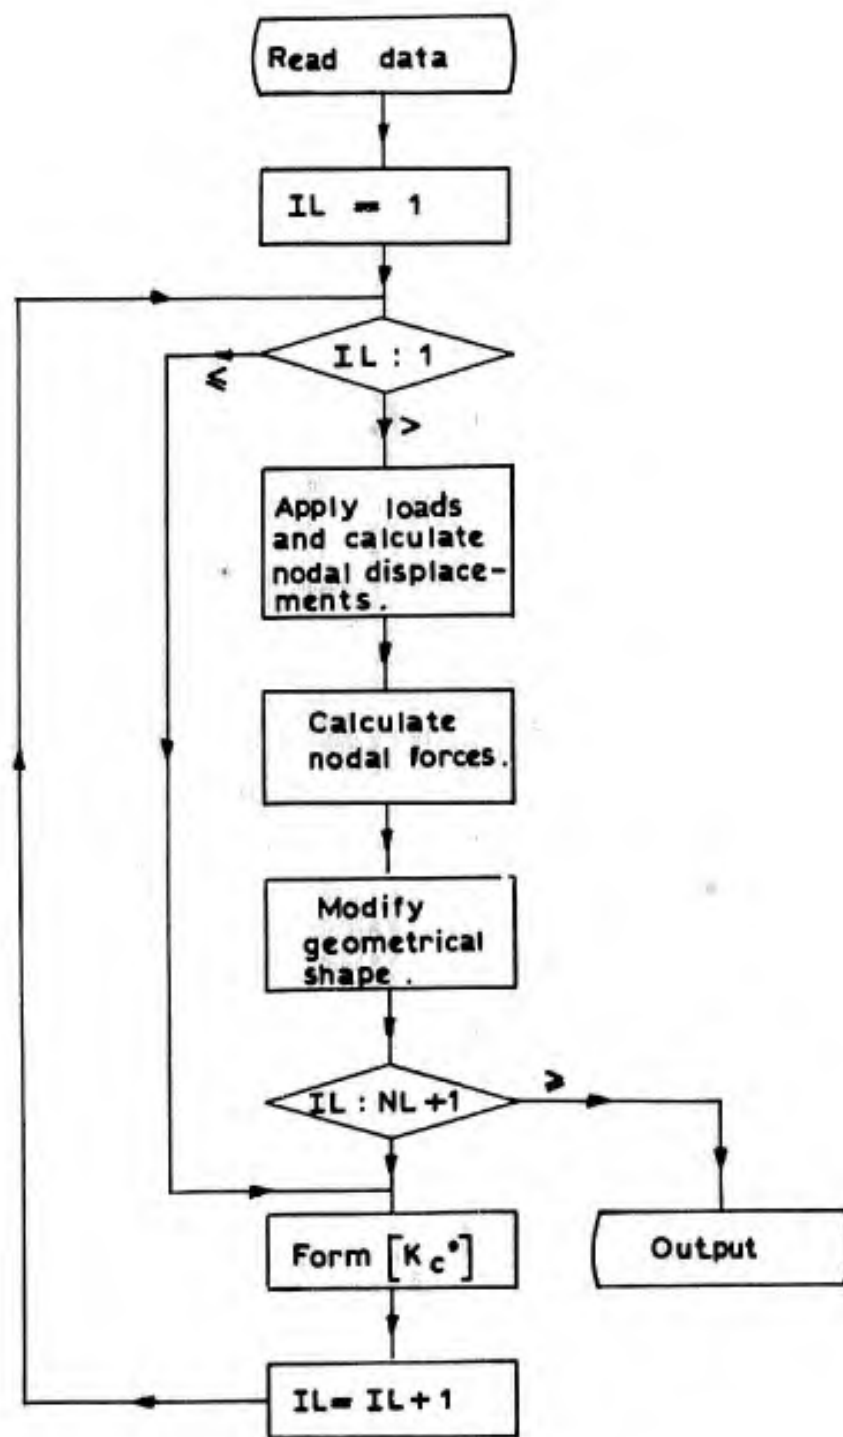 Read data
IL = 1
IL : 1
⩽
>
Apply loads
and calculate
nodal displace-
ments.
Calculate
nodal forces.
Modify
geometrical
shape.
IL : NL+1
⩾
Form [Kc*]
Output
IL= IL+1